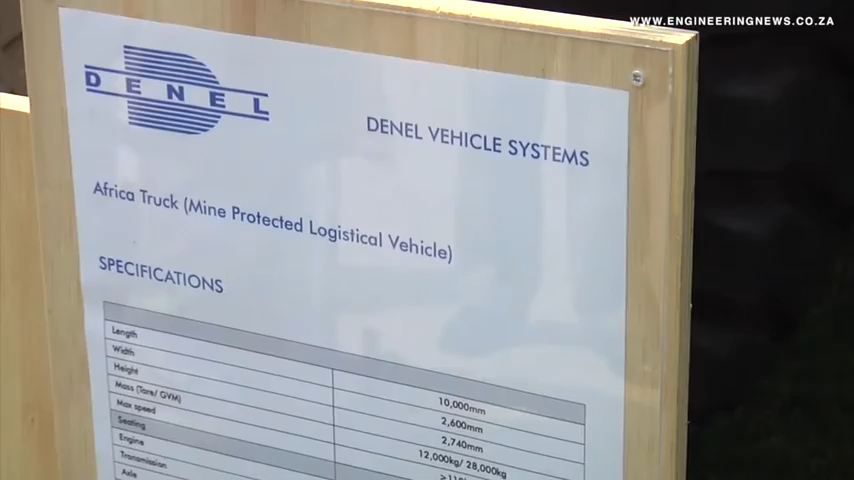 WWW.ENGINEERINGNEWS.CO.ZA
DENEL
DENEL VEHICLE SYSTEMS
Africa Truck (Mine Protected Logistical Vehicle)
SPECIFICATIONS
Length 10,000mm
Width 2,600mm
Height 2,740mm
Mass (Tare/ GVM) 12,000kg/ 28,000kg
Max speed
Seating
Engine
Transmission
Axle